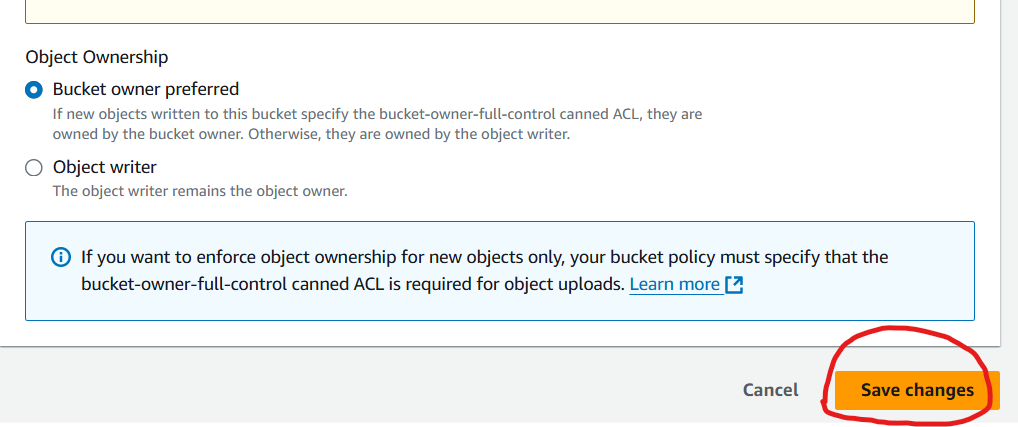 Object Ownership
Bucket owner preferred
If new objects written to this bucket specify the bucket-owner-full-control canned ACL, they are
owned by the bucket owner. Otherwise, they are owned by the object writer.
Object writer
The object writer remains the object owner.
If you want to enforce object ownership for new objects only, your bucket policy must specify that the
bucket-owner-full-control canned ACL is required for object uploads. Learn more
Cancel Save changes